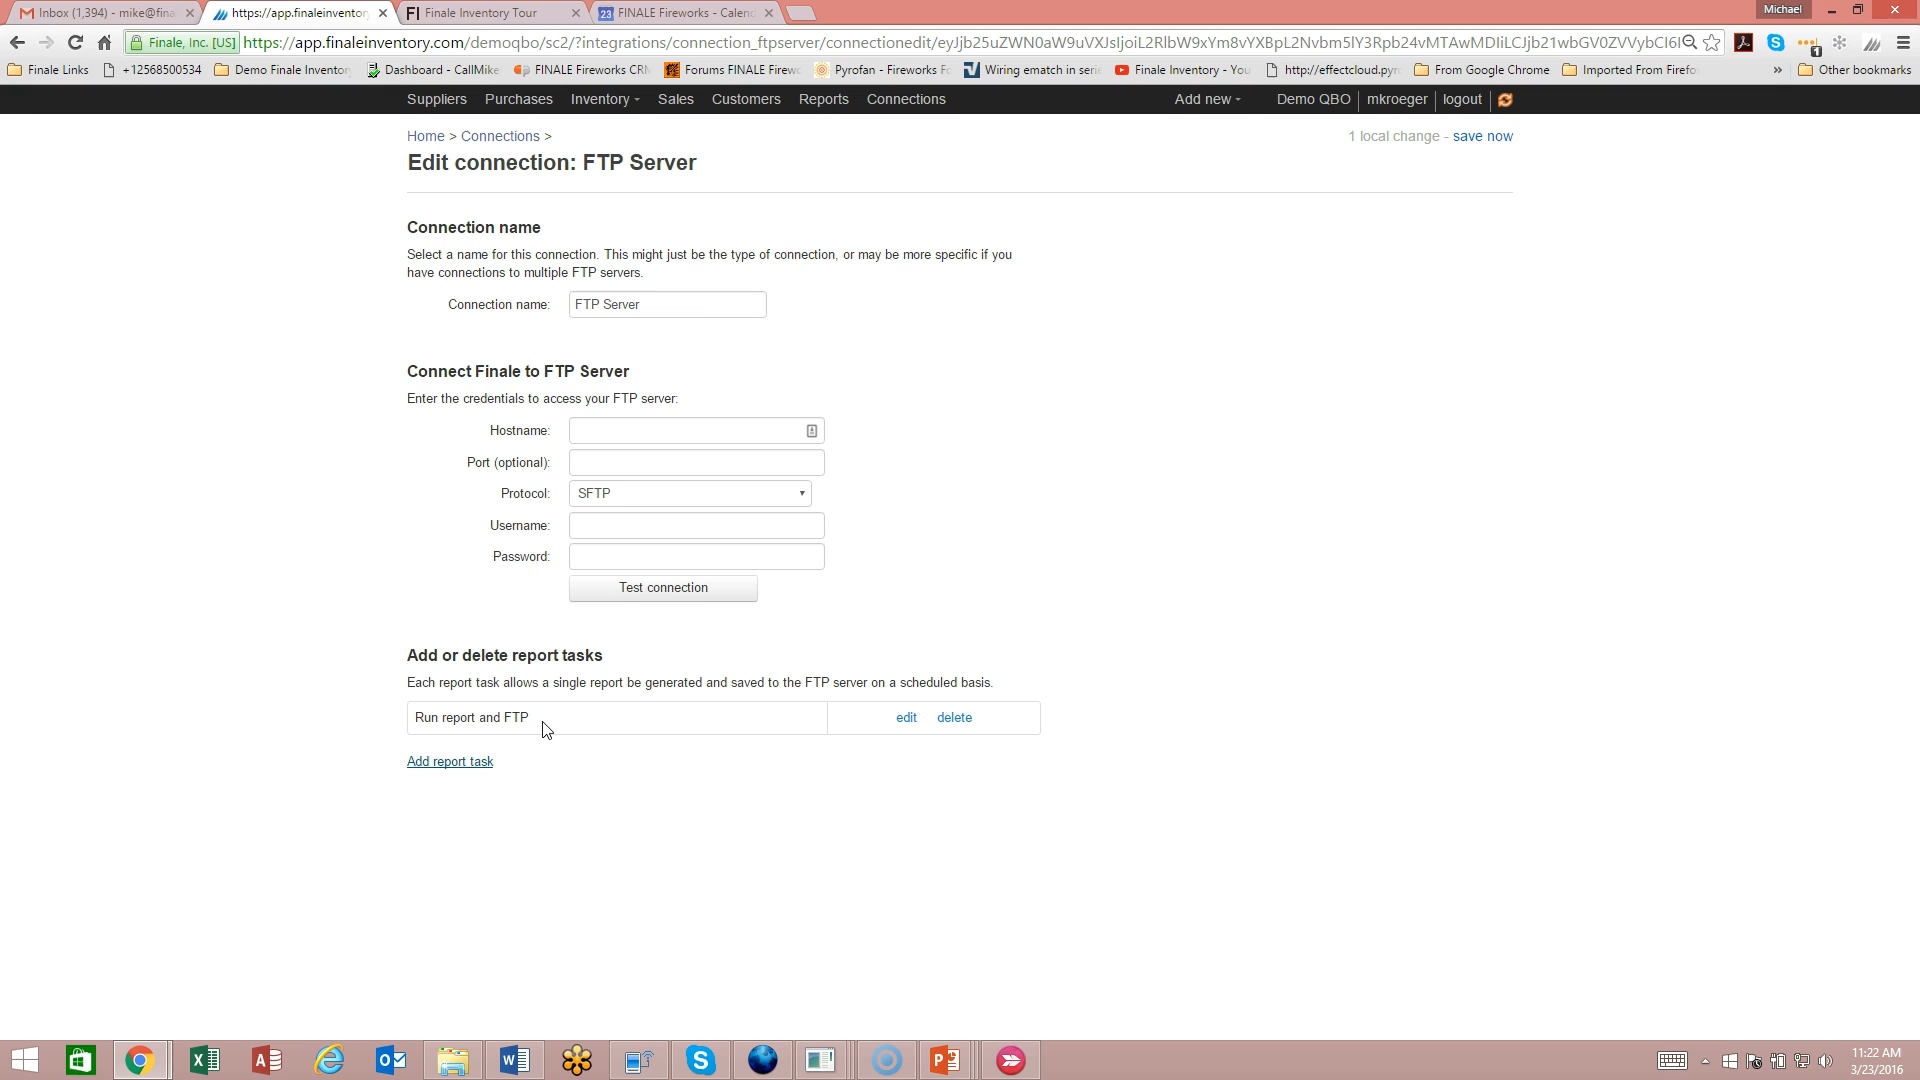 Inbox (1,394) - mike@fina
https://app.finaleinventor
FI Finale Inventory Tour
23 FINALE Fireworks - Calend
Michael
Finale, Inc. [US]
https://app.finaleinventory.com/demoqbo/sc2/?integrations/connection_ftpserver/connectionedit/
1
Finale Links
+12568500534
Demo Finale Inventor
Dashboard - CallMike
FINALE Fireworks CR
Forums FINALE Firew
Pyrofan - Fireworks Fo
Wiring ematch in seri
Finale Inventory - You
http://effectcloud.pyr
From Google Chrome
Imported From Firefo
»
Other bookmarks
Suppliers Purchases Inventory Sales Customers Reports Connections
Add new
Demo QBO
mkroeger
logout
Home > Connections >
1 local change - save now
Edit connection: FTP Server
Connection name
Select a name for this connection. This might just be the type of connection, or may be more specific if you
have connections to multiple FTP servers.
Connection name: FTP Server
Connect Finale to FTP Server
Enter the credentials to access your FTP server:
Hostname:
Port (optional):
Protocol: SFTP
Username:
Password:
Test connection
Add or delete report tasks
Each report task allows a single report be generated and saved to the FTP server on a scheduled basis.
Run report and FTP edit delete
Add report task
11:22 AM
3/23/2016